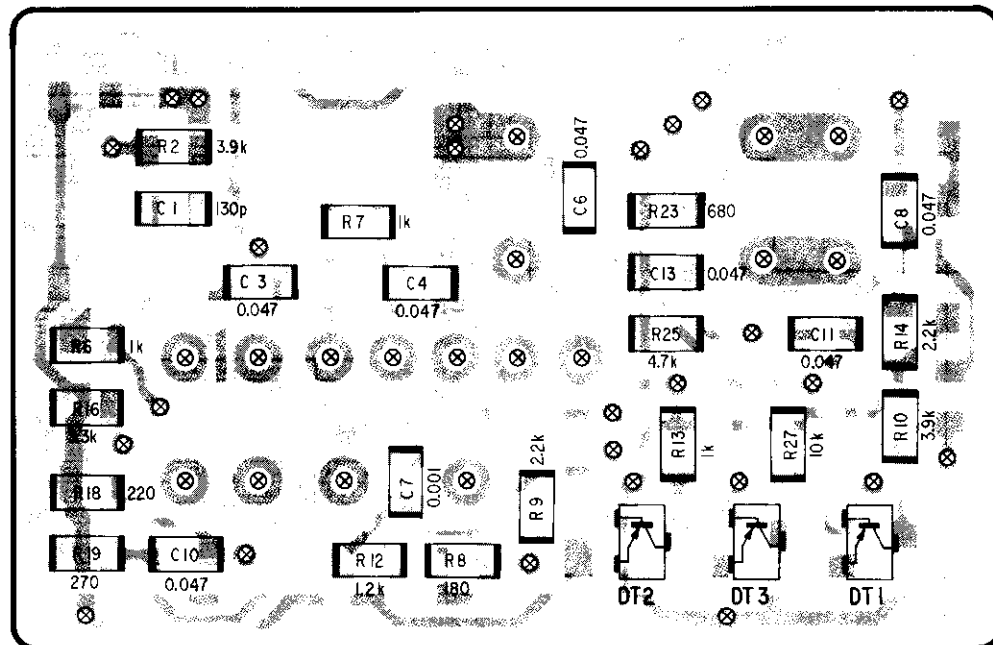 R2 3.9k
0.047
C6
C1 130p
R7 1k
R23 680
C8 0.047
C3
0.047
C4
0.047
C13 0.047
R6 1k
R25
4.7k
C11
0.047
R14 2.2k
R16
R13 1k
R27 10k
R10 3.9k
R18 220
C7 0.001
2.2k
R9
R19
270
C10
0.047
R12
1.2k
R8
180
DT2
DT3
DT1